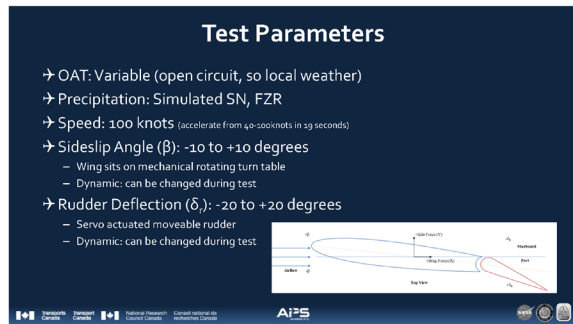 Test Parameters
OAT: Variable (open circuit, so local weather)
Precipitation: Simulated SN, FZR
Speed: 100 knots (accelerate from 40-100knots in 19 seconds)
Sideslip Angle (β): -10 to +10 degrees
– Wing sits on mechanical rotating turn table
– Dynamic: can be changed during test
Rudder Deflection (δr): -20 to +20 degrees
– Servo actuated moveable rudder
– Dynamic: can be changed during test
+Side Force (Y)
Starboard
+Drag Force(X)
Port
Airflow
Top View
Transports Canada
Transport Canada
National Research Council Canada
Conseil national de recherches Canada
APS
NASA